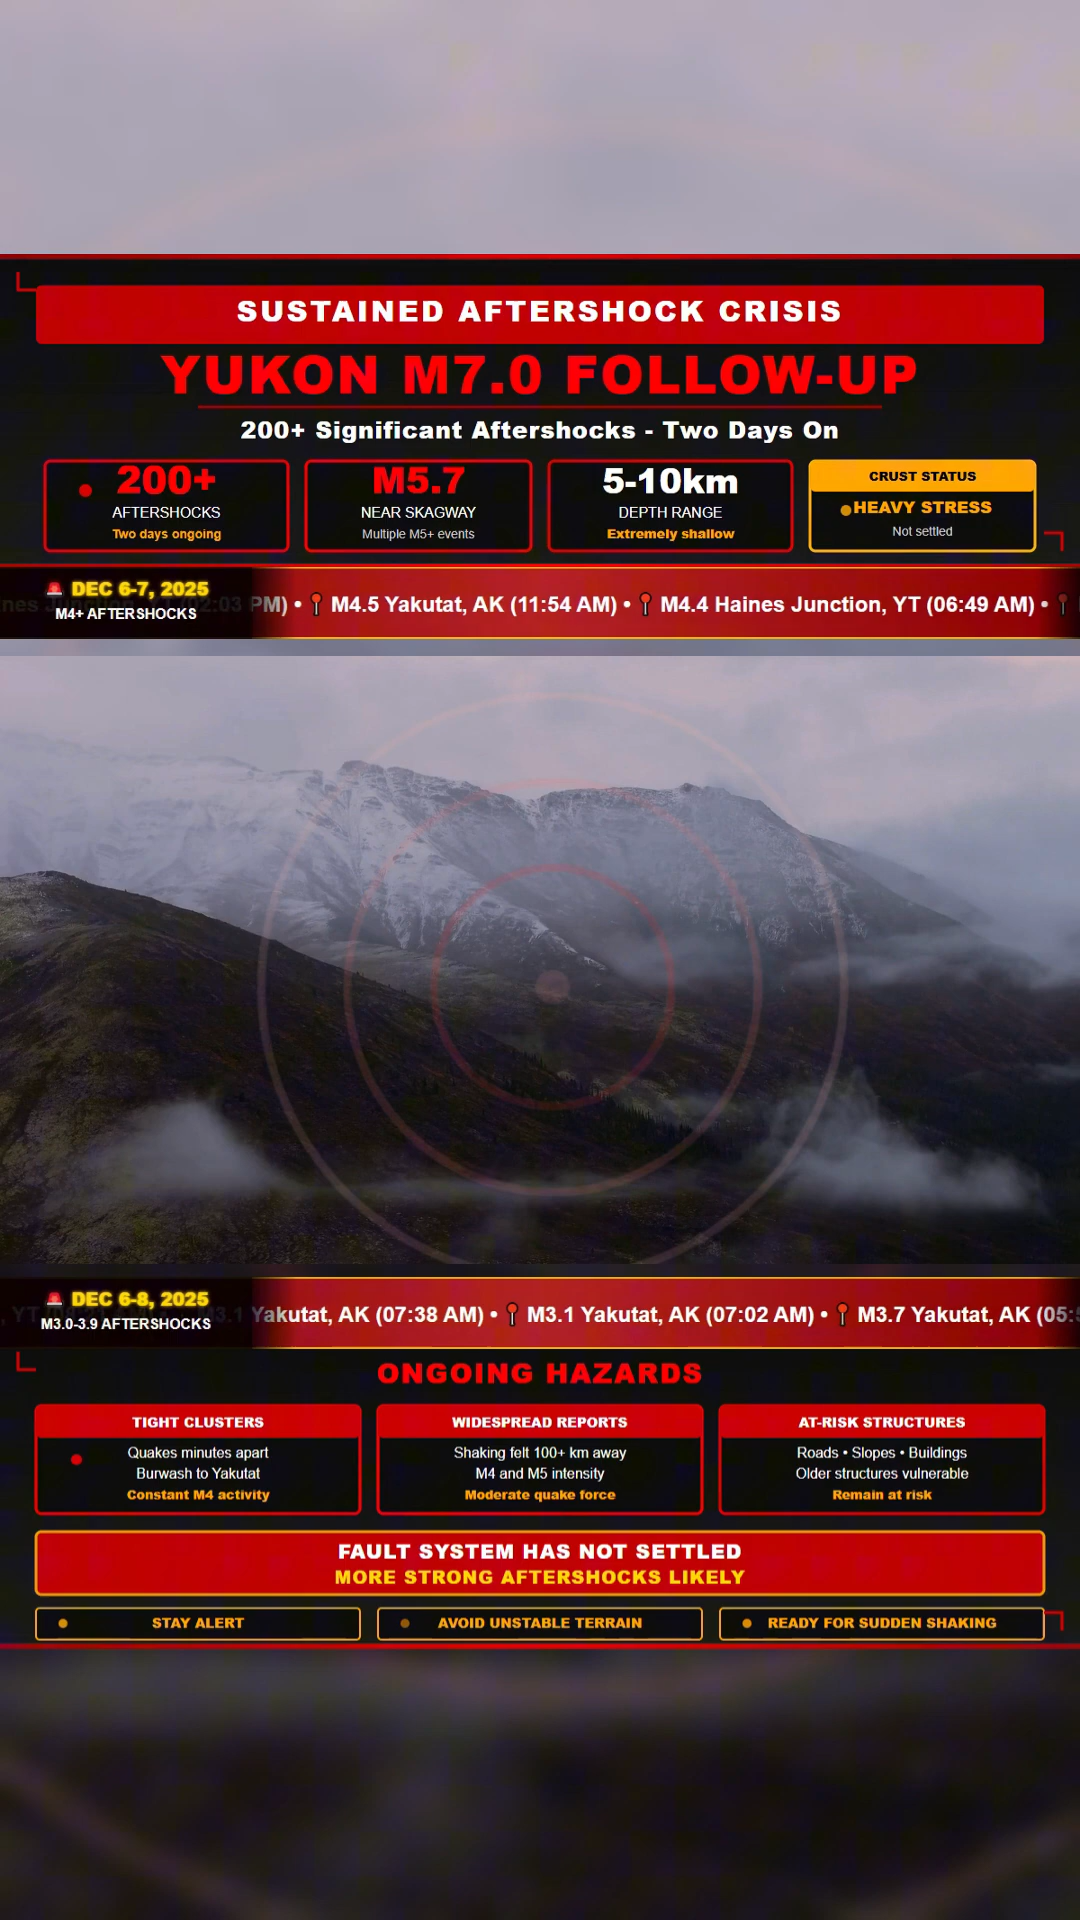 SUSTAINED AFTERSHOCK CRISIS
YUKON M7.0 FOLLOW-UP
200+ Significant Aftershocks - Two Days On
200+
AFTERSHOCKS
Two days ongoing
M5.7
NEAR SKAGWAY
Multiple M5+ events
5-10km
DEPTH RANGE
Extremely shallow
CRUST STATUS
HEAVY STRESS
Not settled
🚨 DEC 6-7, 2025
M4+ AFTERSHOCKS
(02:03 PM) • 📍 M4.5 Yakutat, AK (11:54 AM) • 📍 M4.4 Haines Junction, YT (06:49 AM) • 📍
🚨 DEC 6-8, 2025
M3.0-3.9 AFTERSHOCKS
Yakutat, AK (07:38 AM) • 📍 M3.1 Yakutat, AK (07:02 AM) • 📍 M3.7 Yakutat, AK
ONGOING HAZARDS
TIGHT CLUSTERS
Quakes minutes apart
Burwash to Yakutat
Constant M4 activity
WIDESPREAD REPORTS
Shaking felt 100+ km away
M4 and M5 intensity
Moderate quake force
AT-RISK STRUCTURES
Roads • Slopes • Buildings
Older structures vulnerable
Remain at risk
FAULT SYSTEM HAS NOT SETTLED
MORE STRONG AFTERSHOCKS LIKELY
STAY ALERT
AVOID UNSTABLE TERRAIN
READY FOR SUDDEN SHAKING